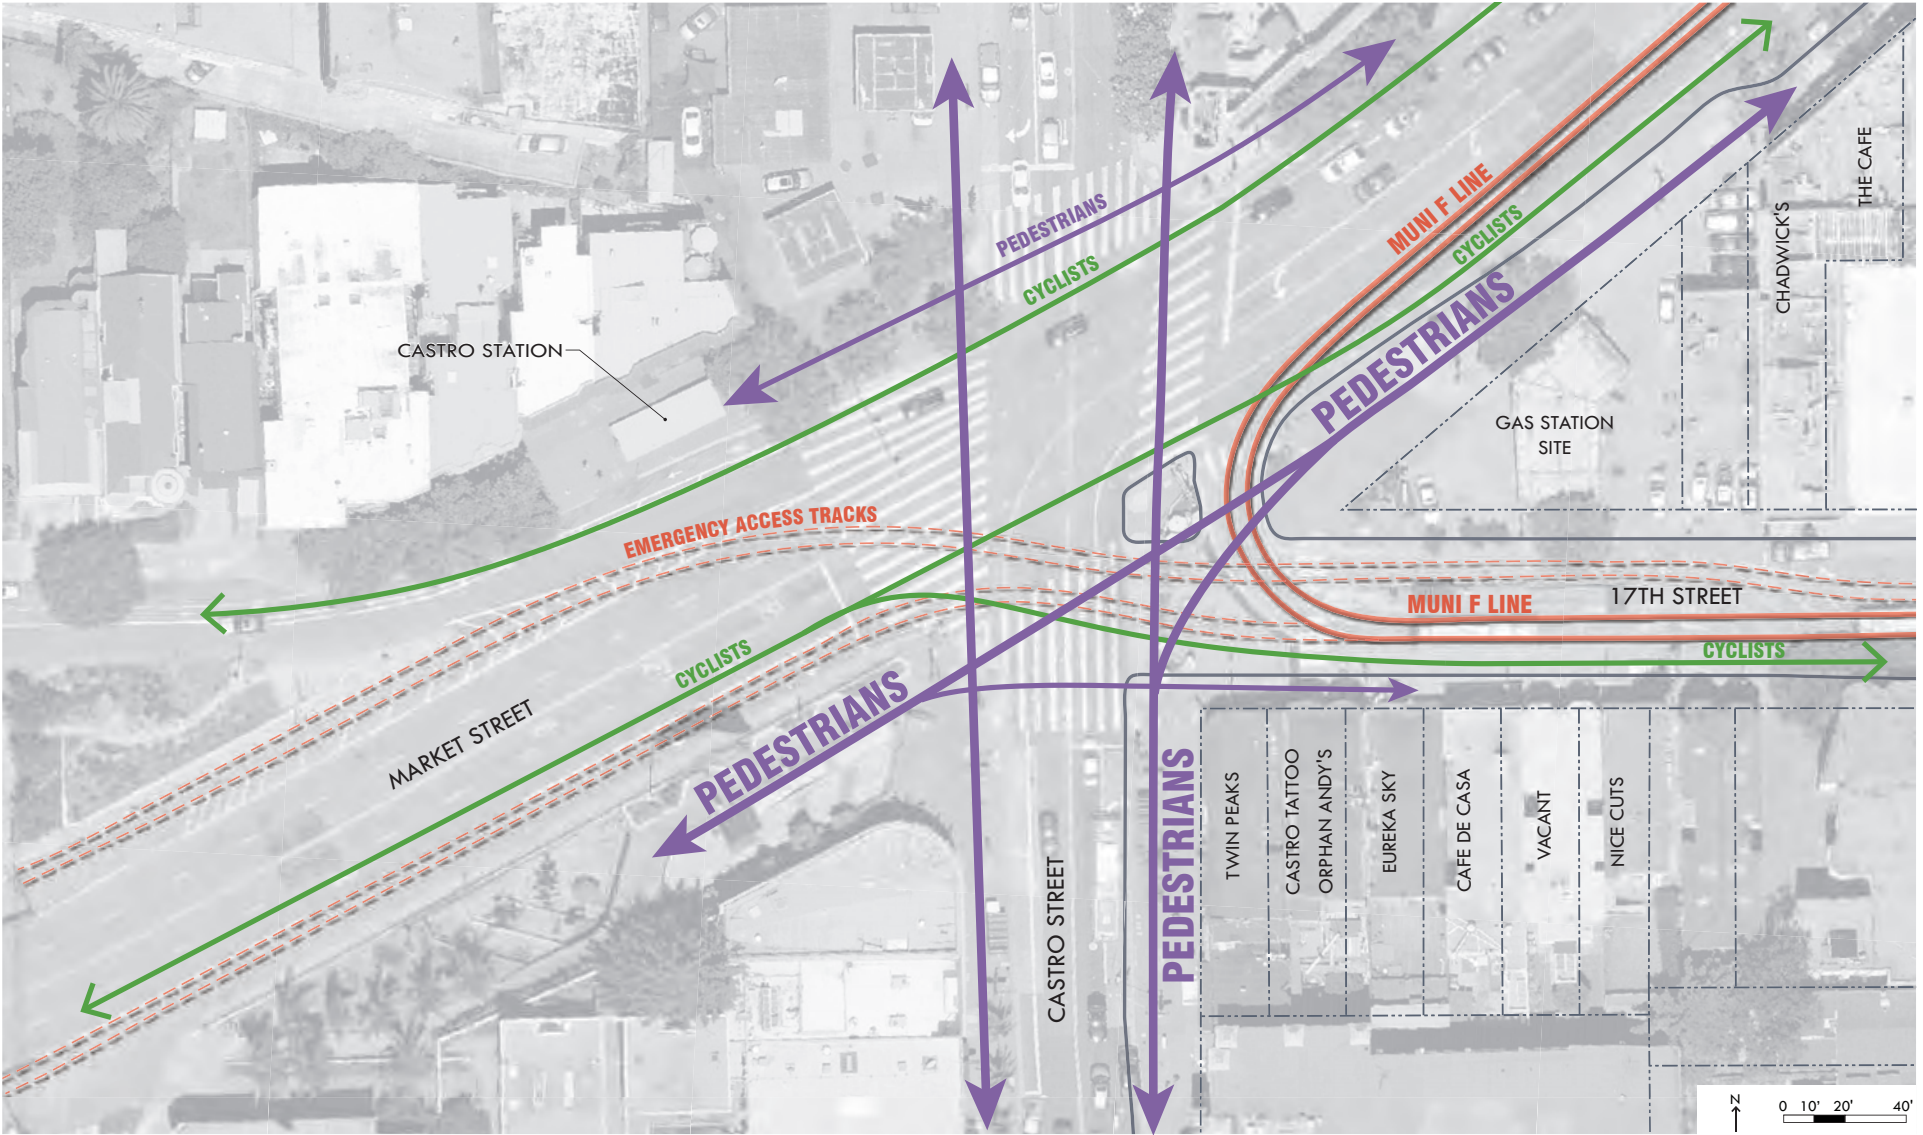 THE CAFE
MUNI F LINE
PEDESTRIANS
CYCLISTS
CHADWICK'S
CYCLISTS
PEDESTRIANS
CASTRO STATION
GAS STATION
SITE
EMERGENCY ACCESS TRACKS
MUNI F LINE
17TH STREET
CYCLISTS
CYCLISTS
PEDESTRIANS
MARKET STREET
PEDESTRIANS
TWIN PEAKS
CASTRO TATTOO
ORPHAN ANDY'S
EUREKA SKY
CAFE DE CASA
VACANT
NICE CUTS
CASTRO STREET
N
0 10' 20' 40'